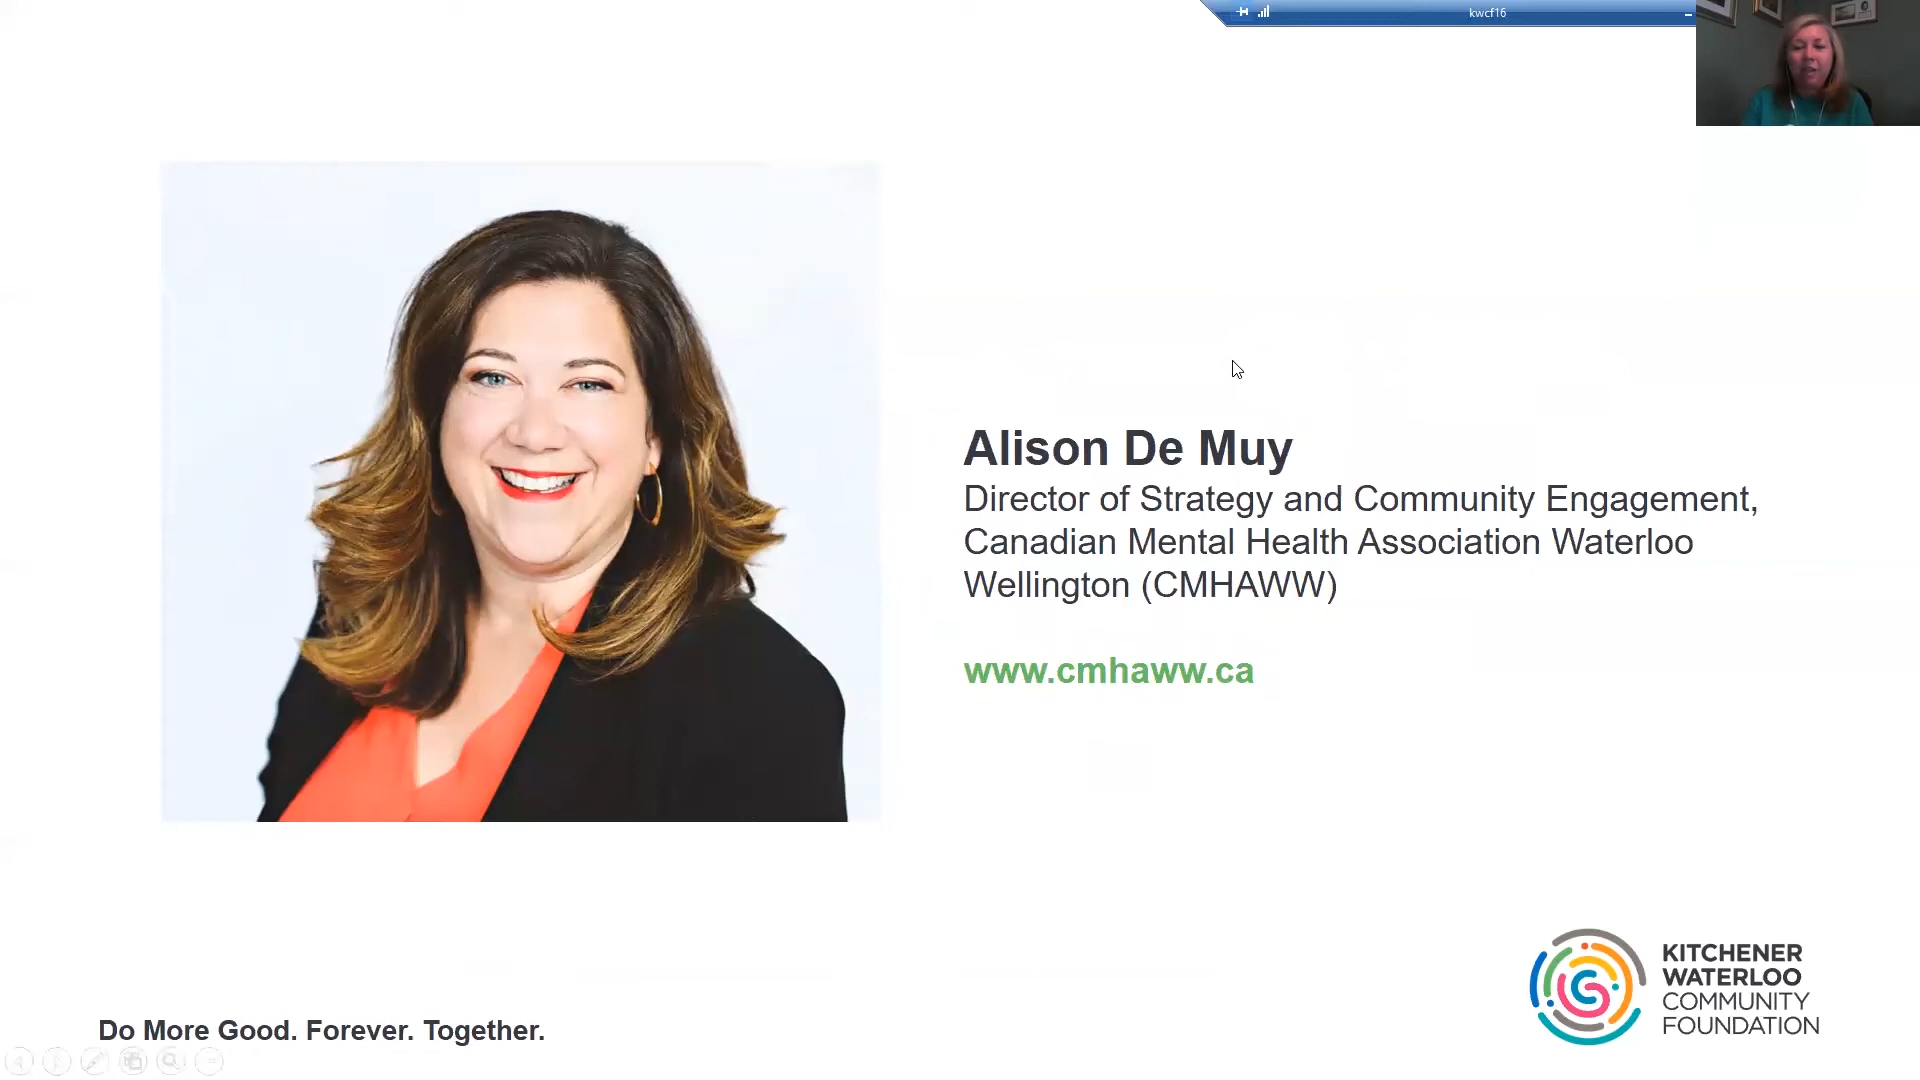 kwcf16
Alison De Muy
Director of Strategy and Community Engagement,
Canadian Mental Health Association Waterloo
Wellington (CMHAWW)
www.cmhaww.ca
KITCHENER
WATERLOO
COMMUNITY
FOUNDATION
Do More Good. Forever. Together.